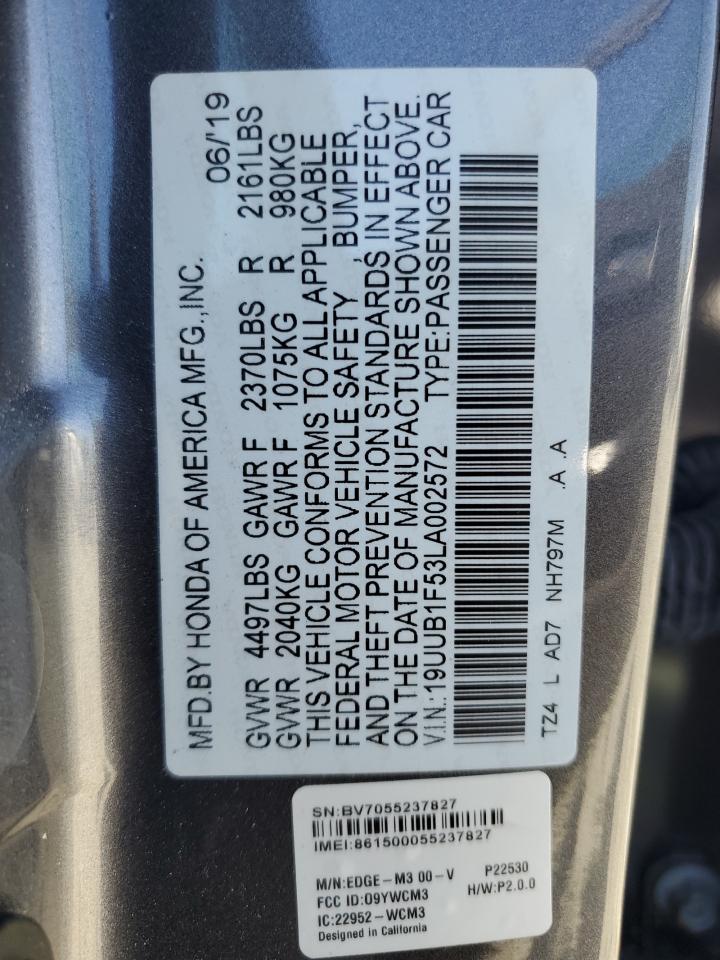 MFD.BY HONDA OF AMERICA MFG.,INC. 06/'19
GVWR 4497LBS GAWR F 2370LBS R 2161LBS
GVWR 2040KG GAWR F 1075KG R 980KG
THIS VEHICLE CONFORMS TO ALL APPLICABLE
FEDERAL MOTOR VEHICLE SAFETY , BUMPER,
AND THEFT PREVENTION STANDARDS IN EFFECT
ON THE DATE OF MANUFACTURE SHOWN ABOVE.
V.I.N.: 19UUB1F53LA002572 TYPE:PASSENGER CAR
TZ4 L AD7 NH797M .A .A
SN:BV7055237827
IMEI:861500055237827
M/N:EDGE-M3 00-V P22530
FCC ID:O9YWCM3 H/W:P2.0.0
IC:22952-WCM3
Designed in California